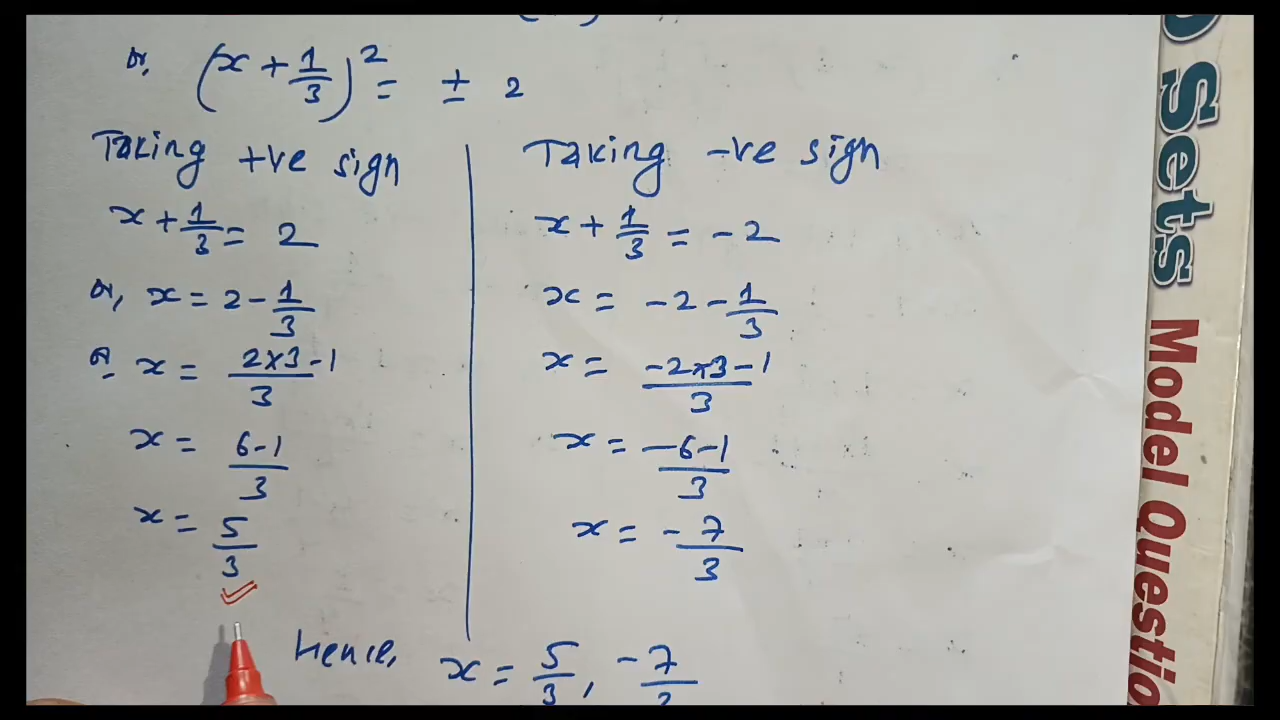 or, (x + 1/3)² = ± 2
Taking +ve sign
x + 1/3 = 2
or, x = 2 - 1/3
or x = 2×3-1/3
x = 6-1/3
x = 5/3
Taking -ve sign
x + 1/3 = -2
x = -2 - 1/3
x = -2×3-1/3
x = -6-1/3
x = -7/3
Hence, x = 5/3, -7/3
Sets
Model Questio